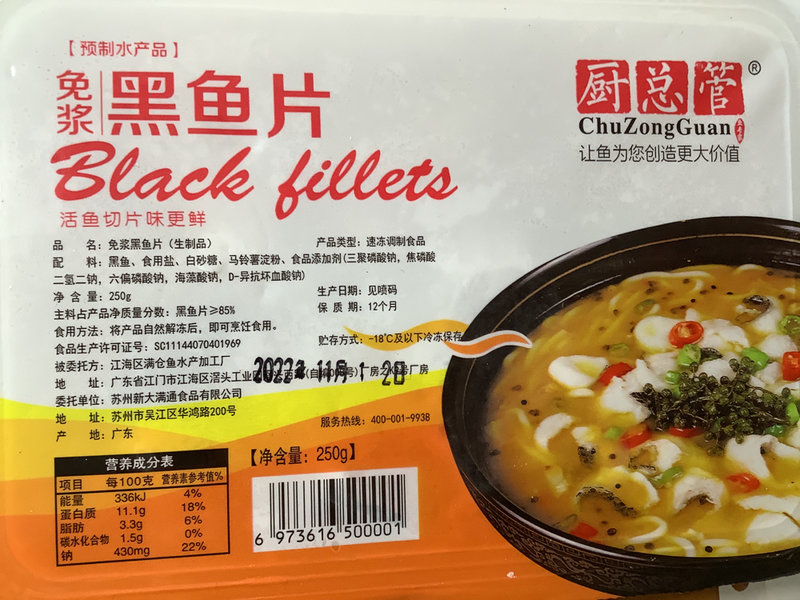 【预制水产品】
免浆 黑鱼片
Black fillets
活鱼切片味更鲜
厨总管®
ChuZongGuan
让鱼为您创造更大价值
品 名：免浆黑鱼片（生制品）
产品类型：速冻调制食品
配 料：黑鱼、食用盐、白砂糖、马铃薯淀粉、食品添加剂(三聚磷酸钠，焦磷酸
二氢二钠，六偏磷酸钠，海藻酸钠，D-异抗坏血酸钠)
净 含 量：250g
生产日期：见喷码
主料占产品净质量分数：黑鱼片≥85%
保 质 期：12个月
食用方法：将产品自然解冻后，即可烹饪食用。
食品生产许可证号：SC11144070401969
贮存方式：-18℃及以下冷冻保存
被委托方：江海区满仓鱼水产加工厂
2022年11月 1 20
地 址：广东省江门市江海区滘头工业
厂房
委托单位：苏州新大满通食品有限公司
地 址：苏州市吴江区华鸿路200号
服务热线：400-001-9938
产 地：广东
【净含量：250g】
营养成分表
项目 每100克 营养素参考值%
能量 336kJ 4%
蛋白质 11.1g 18%
脂肪 3.3g 6%
碳水化合物 1.5g 0%
钠 430mg 22%
6 973616 500001